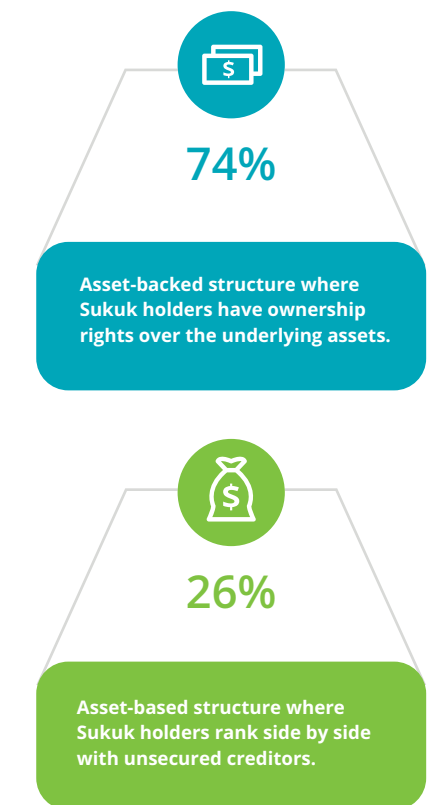 $
74%
Asset-backed structure where
Sukuk holders have ownership
rights over the underlying assets.
$
26%
Asset-based structure where
Sukuk holders rank side by side
with unsecured creditors.